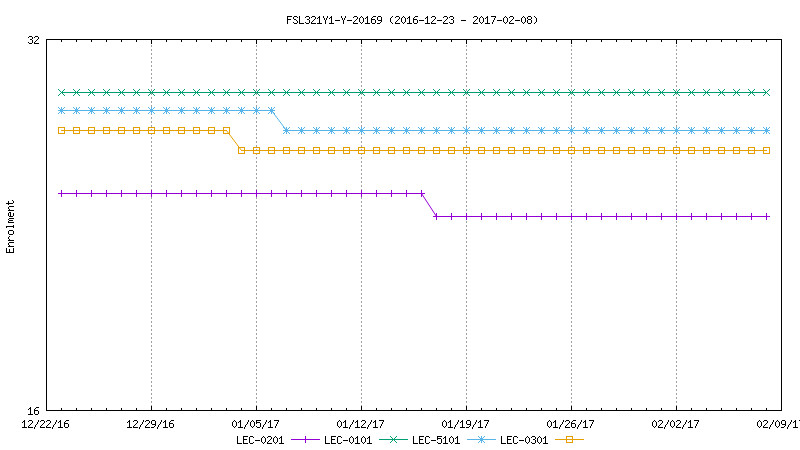 FSL321Y1-Y-20169 (2016-12-23 - 2017-02-08)
32
Enrolment
16
12/22/16 12/29/16 01/05/17 01/12/17 01/19/17 01/26/17 02/02/17 02/09/1
LEC-0201 LEC-0101 LEC-5101 LEC-0301